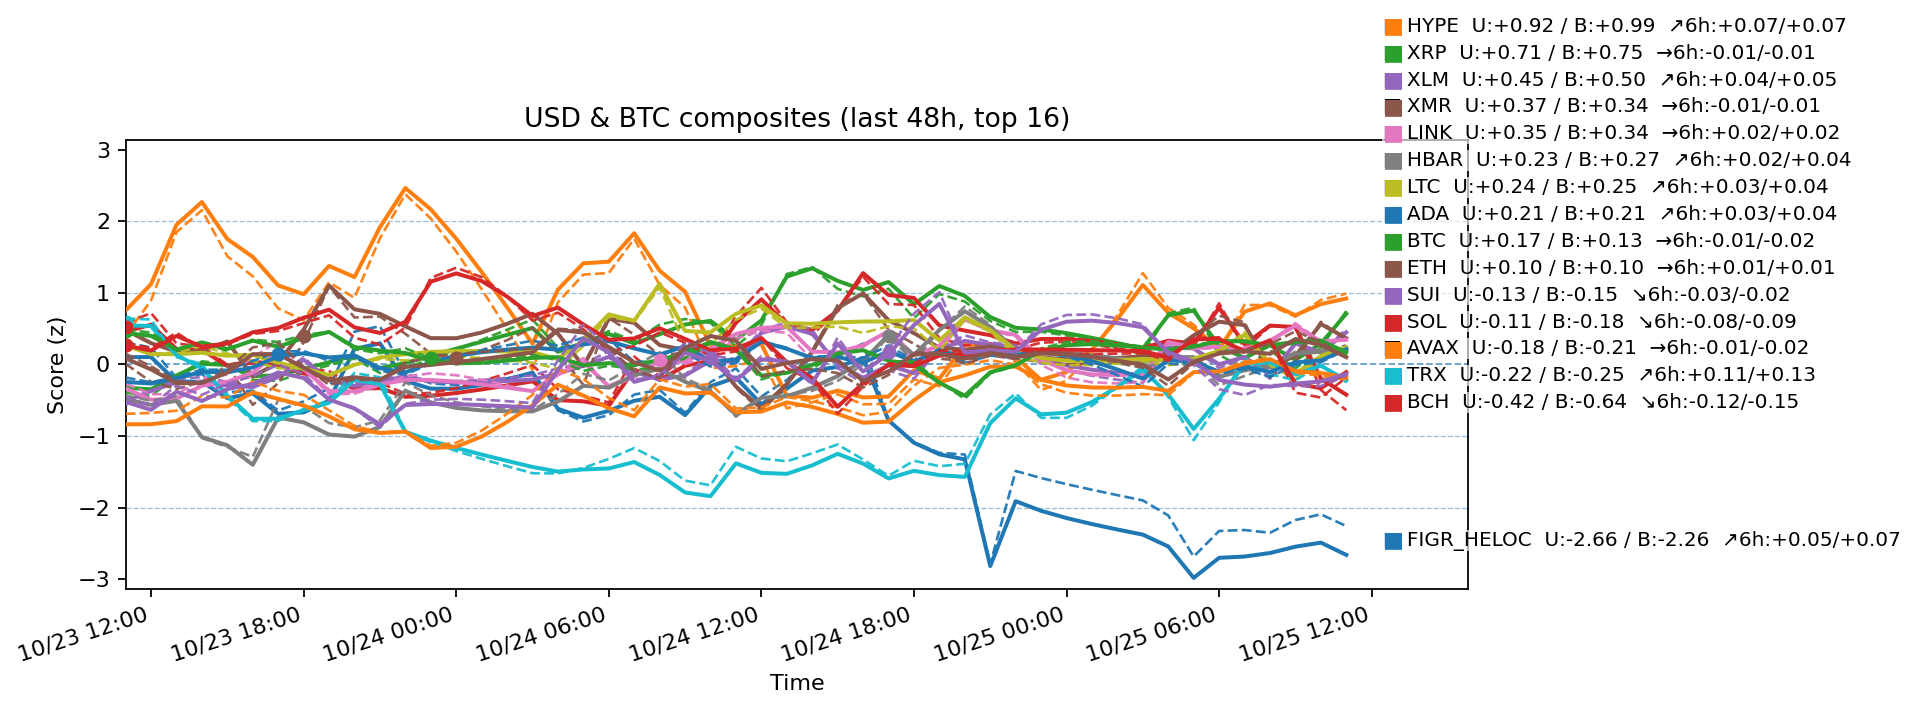 HYPE  U:+0.92 / B:+0.99  ↗6h:+0.07/+0.07
XRP  U:+0.71 / B:+0.75  →6h:-0.01/-0.01
XLM  U:+0.45 / B:+0.50  ↗6h:+0.04/+0.05
XMR  U:+0.37 / B:+0.34  →6h:-0.01/-0.01
LINK  U:+0.35 / B:+0.34  →6h:+0.02/+0.02
HBAR  U:+0.23 / B:+0.27  ↗6h:+0.02/+0.04
LTC  U:+0.24 / B:+0.25  ↗6h:+0.03/+0.04
ADA  U:+0.21 / B:+0.21  ↗6h:+0.03/+0.04
BTC  U:+0.17 / B:+0.13  →6h:-0.01/-0.02
ETH  U:+0.10 / B:+0.10  →6h:+0.01/+0.01
SUI  U:-0.13 / B:-0.15  ↘6h:-0.03/-0.02
SOL  U:-0.11 / B:-0.18  ↘6h:-0.08/-0.09
AVAX  U:-0.18 / B:-0.21  →6h:-0.01/-0.02
TRX  U:-0.22 / B:-0.25  ↗6h:+0.11/+0.13
BCH  U:-0.42 / B:-0.64  ↘6h:-0.12/-0.15
FIGR_HELOC  U:-2.66 / B:-2.26  ↗6h:+0.05/+0.07
USD & BTC composites (last 48h, top 16)
Score (z)
3
2
1
0
−1
−2
−3
10/23 12:00
10/23 18:00
10/24 00:00
10/24 06:00
10/24 12:00
10/24 18:00
10/25 00:00
10/25 06:00
10/25 12:00
Time